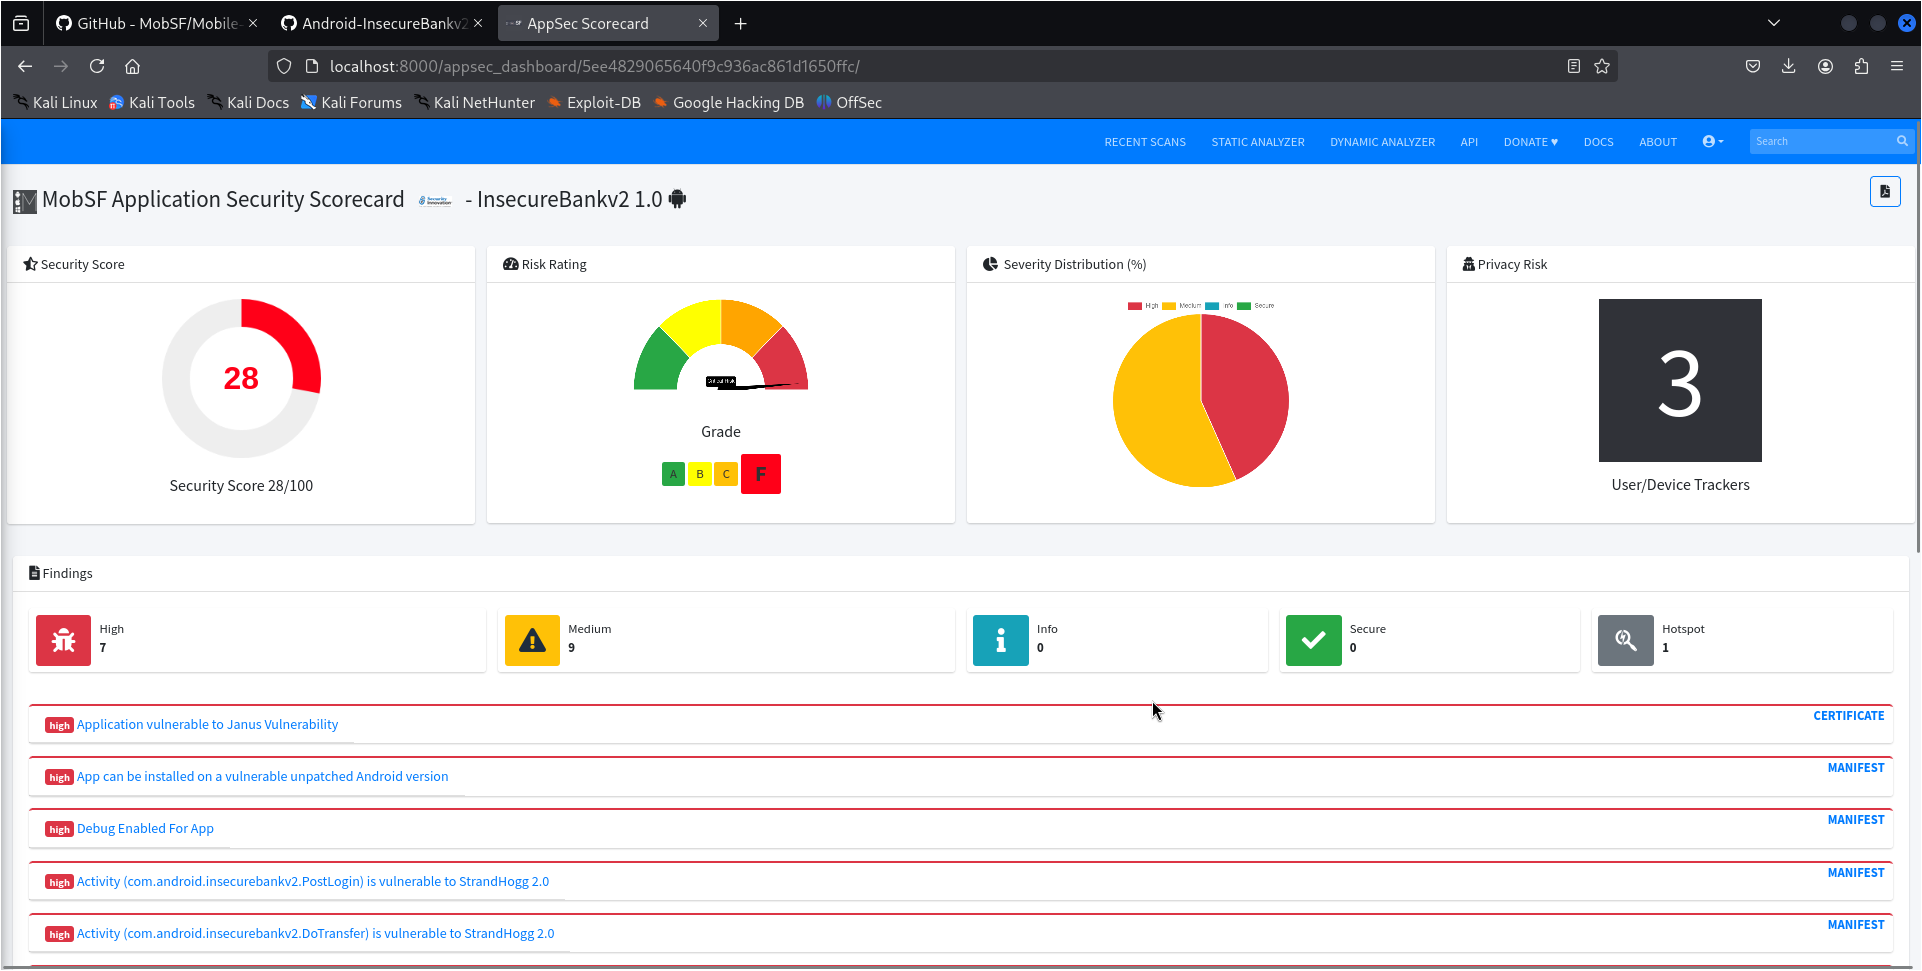 GitHub - MobSF/Mobile-
Android-InsecureBankv2
AppSec Scorecard
localhost:8000/appsec_dashboard/5ee4829065640f9c936ac861d1650ffc/
Kali Linux Kali Tools Kali Docs Kali Forums Kali NetHunter Exploit-DB Google Hacking DB OffSec
RECENT SCANS STATIC ANALYZER DYNAMIC ANALYZER API DONATE ♥ DOCS ABOUT Search
MobSF Application Security Scorecard Security Innovation - InsecureBankv2 1.0
Security Score
28
Security Score 28/100
Risk Rating
Critical Risk
Grade
A B C F
Severity Distribution (%)
High Medium Info Secure
Privacy Risk
3
User/Device Trackers
Findings
High
7
Medium
9
Info
0
Secure
0
Hotspot
1
high Application vulnerable to Janus Vulnerability CERTIFICATE
high App can be installed on a vulnerable unpatched Android version MANIFEST
high Debug Enabled For App MANIFEST
high Activity (com.android.insecurebankv2.PostLogin) is vulnerable to StrandHogg 2.0 MANIFEST
high Activity (com.android.insecurebankv2.DoTransfer) is vulnerable to StrandHogg 2.0 MANIFEST